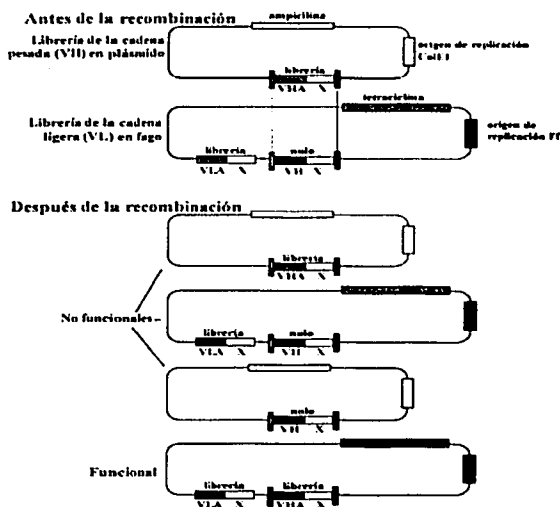 Antes de la recombinación
Librería de la cadena
pesada (VH) en plásmido
ampicilina
origen de replicación
ColE1
librería
VHA X
Librería de la cadena
ligera (VL) en fago
tetraciclina
origen de
replicación Ff
librería
VLA X
nulo
VH X
Después de la recombinación
librería
VHA X
No funcionales
librería
VLA X
nulo
VH X
nulo
VH X
Funcional
librería
VLA X
librería
VHA X